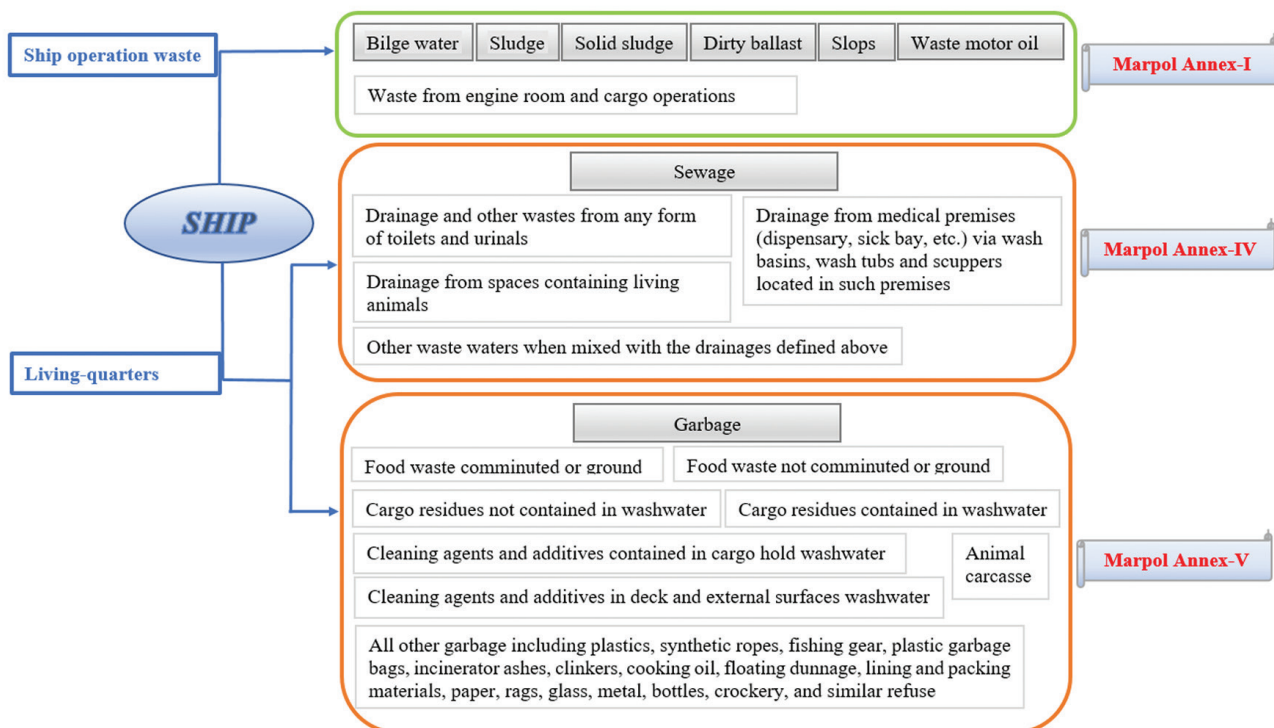 Ship operation waste
Bilge water
Sludge
Solid sludge
Dirty ballast
Slops
Waste motor oil
Waste from engine room and cargo operations
Marpol Annex-I
SHIP
Sewage
Drainage and other wastes from any form
of toilets and urinals
Drainage from medical premises
(dispensary, sick bay, etc.) via wash
basins, wash tubs and scuppers
located in such premises
Drainage from spaces containing living
animals
Other waste waters when mixed with the drainages defined above
Marpol Annex-IV
Living-quarters
Garbage
Food waste comminuted or ground
Food waste not comminuted or ground
Cargo residues not contained in washwater
Cargo residues contained in washwater
Cleaning agents and additives contained in cargo hold washwater
Animal
carcasse
Cleaning agents and additives in deck and external surfaces washwater
All other garbage including plastics, synthetic ropes, fishing gear, plastic garbage
bags, incinerator ashes, clinkers, cooking oil, floating dunnage, lining and packing
materials, paper, rags, glass, metal, bottles, crockery, and similar refuse
Marpol Annex-V